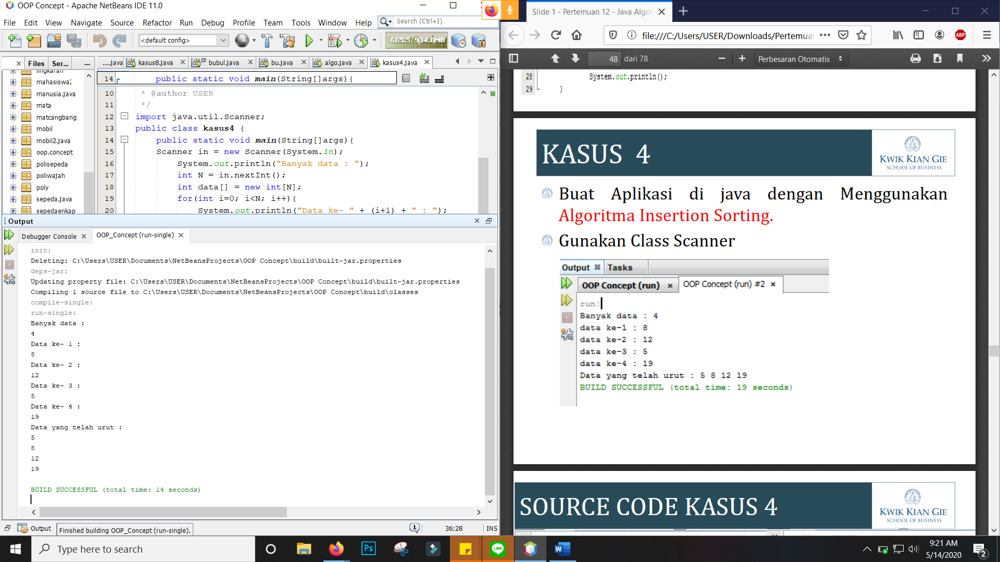 OOP Concept - Apache NetBeans IDE 11.0
File Edit View Navigate Source Refactor Run Debug Profile Team Tools Window Help
Search (Ctrl+I)
<default config>
665.5/934.0MB
Files Ser...
....java kasus8.java bubul.java bu.java algo.java kasus4.java
lingkaran
mahasiswa2
manusia.java
mata
matcangbang
mobil
mobil2.java
oop.concept
polisepeda
poliwajah
poly
sepeda.java
sepedaenkap
14 public static void main(String[]args){
10 * @author USER
11 */
12 import java.util.Scanner;
13 public class kasus4 {
14 public static void main(String[]args){
15 Scanner in = new Scanner(System.in);
16 System.out.println("Banyak data : ");
17 int N = in.nextInt();
18 int data[] = new int[N];
19 for(int i=0; i<N; i++){
20 System.out.println("Data ke- " + (i+1) + " : ");
Output
Debugger Console OOP_Concept (run-single)
init:
Deleting: C:\Users\USER\Documents\NetBeansProjects\OOP Concept\build\built-jar.properties
deps-jar:
Updating property file: C:\Users\USER\Documents\NetBeansProjects\OOP Concept\build\built-jar.properties
Compiling 1 source file to C:\Users\USER\Documents\NetBeansProjects\OOP Concept\build\classes
compile-single:
run-single:
Banyak data :
4
Data ke- 1 :
8
Data ke- 2 :
12
Data ke- 3 :
5
Data ke- 4 :
19
Data yang telah urut :
5
8
12
19
BUILD SUCCESSFUL (total time: 14 seconds)
Output Finished building OOP_Concept (run-single).
1 36:28 INS
Slide 1 - Pertemuan 12 - Java Algor
file:///C:/Users/USER/Downloads/Pertemuan
ABP
48 dari 78 Perbesaran Otomatis
28 System.out.println();
29 }
KASUS 4
KWIK KIAN GIE
SCHOOL OF BUSINESS
Buat Aplikasi di java dengan Menggunakan
Algoritma Insertion Sorting.
Gunakan Class Scanner
Output Tasks
OOP Concept (run) OOP Concept (run) #2
run:
Banyak data : 4
data ke-1 : 8
data ke-2 : 12
data ke-3 : 5
data ke-4 : 19
Data yang telah urut : 5 8 12 19
BUILD SUCCESSFUL (total time: 19 seconds)
SOURCE CODE KASUS 4
KWIK KIAN GIE
SCHOOL OF BUSINESS
Type here to search
Ps
LINE
W
9:21 AM
5/14/2020
2